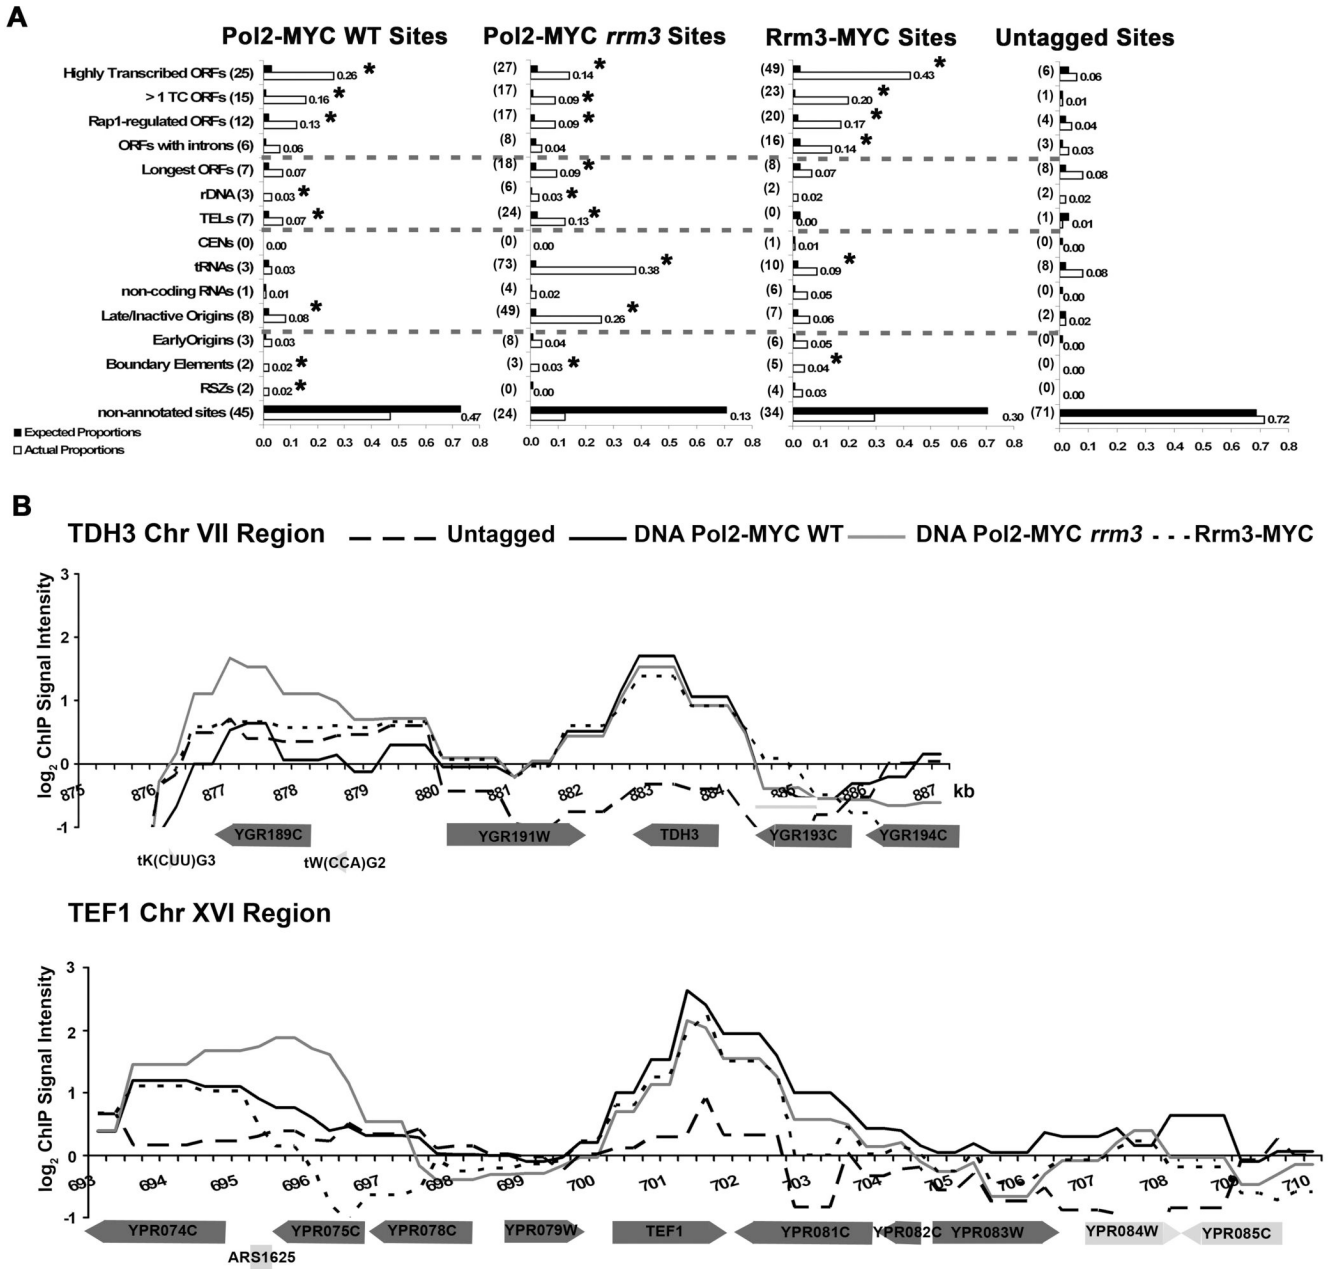 A
Pol2-MYC WT Sites Pol2-MYC rrm3 Sites Rrm3-MYC Sites Untagged Sites
Highly Transcribed ORFs (25) 0.26 * (27) 0.14 * (49) 0.43 * (6) 0.06
> 1 TC ORFs (15) 0.16 * (17) 0.09 * (23) 0.20 * (1) 0.01
Rap1-regulated ORFs (12) 0.13 * (17) 0.09 * (20) 0.17 * (4) 0.04
ORFs with introns (6) 0.06 (8) 0.04 (16) 0.14 * (3) 0.03
Longest ORFs (7) 0.07 (18) 0.09 * (8) 0.07 (8) 0.08
rDNA (3) 0.03 * (6) 0.03 * (2) 0.02 (2) 0.02
TELs (7) 0.07 * (24) 0.13 * (0) 0.00 (1) 0.01
CENs (0) 0.00 (0) 0.00 (1) 0.01 (0) 0.00
tRNAs (3) 0.03 (73) 0.38 * (10) 0.09 * (8) 0.08
non-coding RNAs (1) 0.01 (4) 0.02 (6) 0.05 (0) 0.00
Late/Inactive Origins (8) 0.08 * (49) 0.26 * (7) 0.06 (2) 0.02
EarlyOrigins (3) 0.03 (8) 0.04 (6) 0.05 (0) 0.00
Boundary Elements (2) 0.02 * (3) 0.03 * (5) 0.04 * (0) 0.00
RSZs (2) 0.02 * (0) 0.00 (4) 0.03 (0) 0.00
non-annotated sites (45) 0.47 (24) 0.13 (34) 0.30 (71) 0.72
Expected Proportions
Actual Proportions
0.0 0.1 0.2 0.3 0.4 0.5 0.6 0.7 0.8 0.0 0.1 0.2 0.3 0.4 0.5 0.6 0.7 0.8 0.0 0.1 0.2 0.3 0.4 0.5 0.6 0.7 0.8 0.0 0.1 0.2 0.3 0.4 0.5 0.6 0.7 0.8
B
TDH3 Chr VII Region Untagged DNA Pol2-MYC WT DNA Pol2-MYC rrm3 Rrm3-MYC
log2 ChIP Signal Intensity
3
2
1
0
-1
875 876 877 878 879 880 881 882 883 884 885 886 887 kb
YGR189C YGR191W TDH3 YGR193C YGR194C
tK(CUU)G3 tW(CCA)G2
TEF1 Chr XVI Region
log2 ChIP Signal Intensity
3
2
1
0
-1
693 694 695 696 697 698 699 700 701 702 703 704 705 706 707 708 709 710
YPR074C YPR075C YPR078C YPR079W TEF1 YPR081C YPR082C YPR083W YPR084W YPR085C
ARS1625